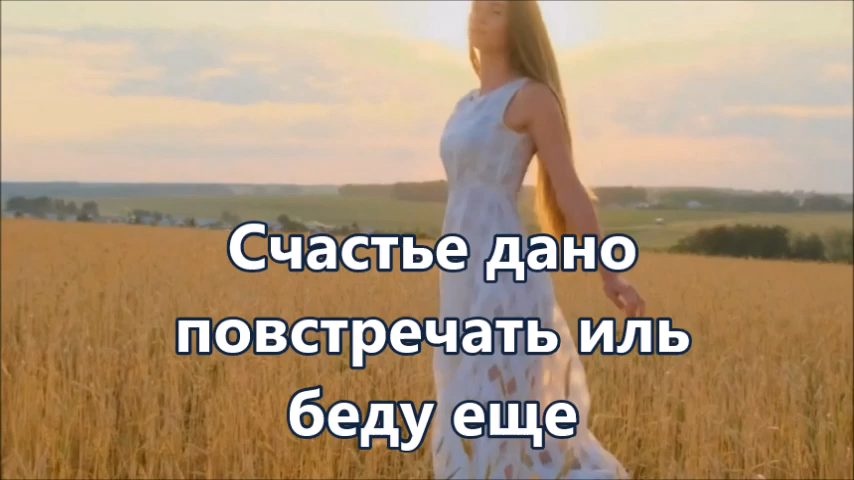 Счастье дано
повстречать иль
беду еще